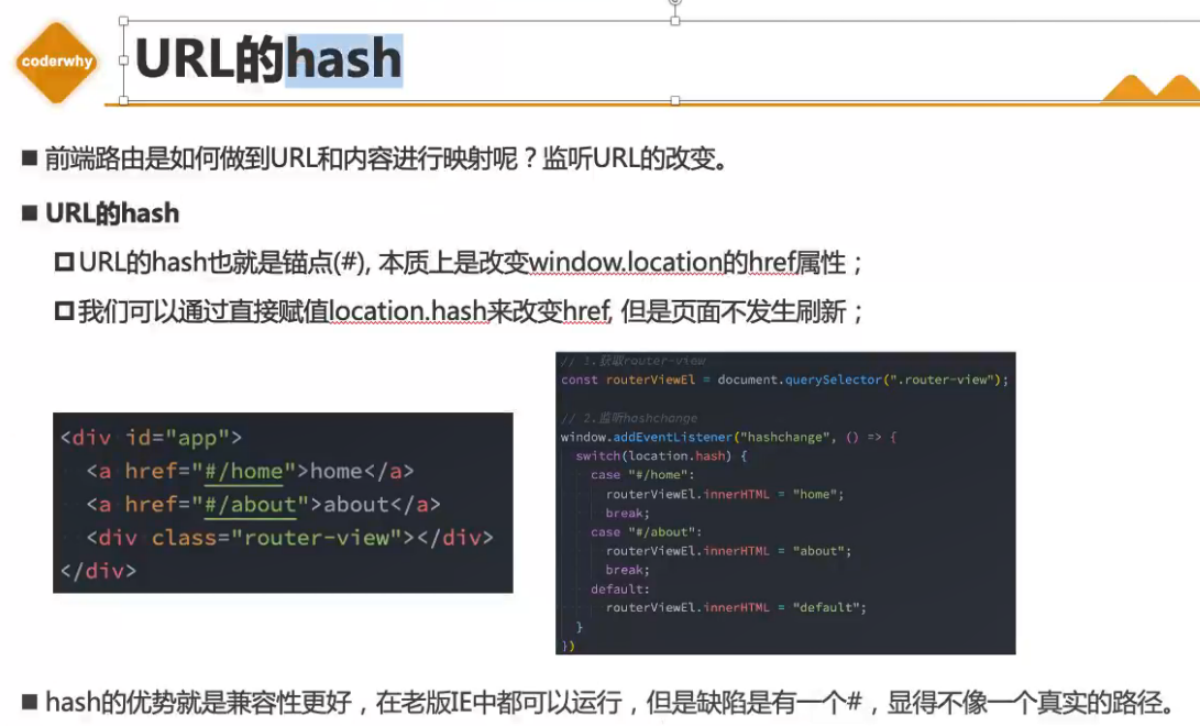 coderwhy
URL的hash
前端路由是如何做到URL和内容进行映射呢？监听URL的改变。
URL的hash
URL的hash也就是锚点(#), 本质上是改变window.location的href属性；
我们可以通过直接赋值location.hash来改变href, 但是页面不发生刷新；
<div id="app">
<a href="#/home">home</a>
<a href="#/about">about</a>
<div class="router-view"></div>
</div>
// 1.获取router-view
const routerViewEl = document.querySelector(".router-view");
// 2.监听hashchange
window.addEventListener("hashchange", () => {
switch(location.hash) {
case "#/home":
routerViewEl.innerHTML = "home";
break;
case "#/about":
routerViewEl.innerHTML = "about";
break;
default:
routerViewEl.innerHTML = "default";
}
})
hash的优势就是兼容性更好，在老版IE中都可以运行，但是缺陷是有一个#，显得不像一个真实的路径。